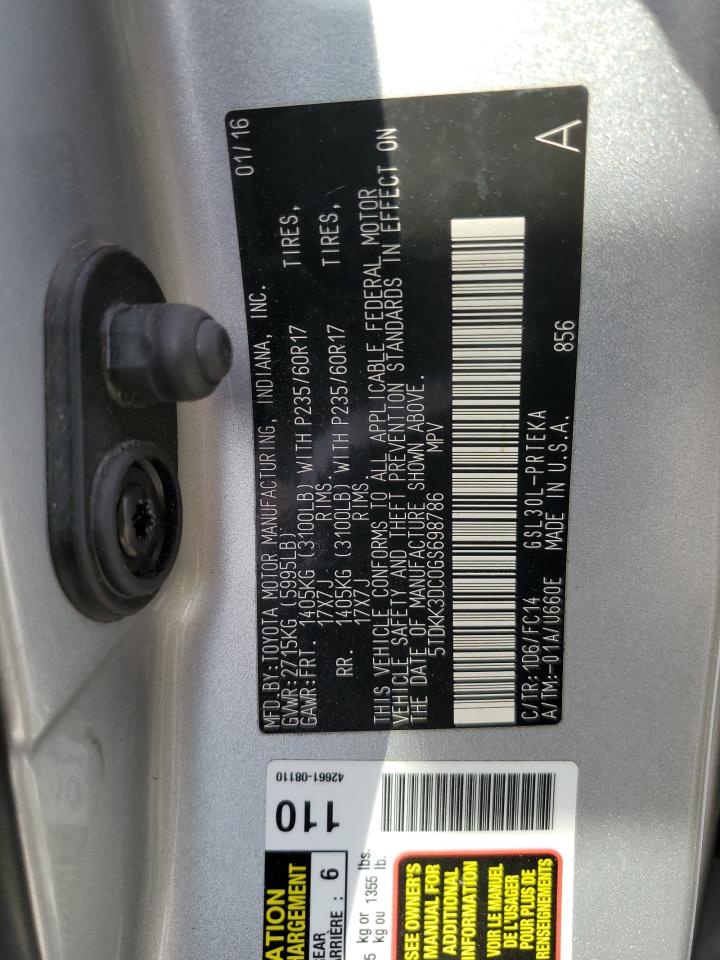 MFD.BY:TOYOTA MOTOR MANUFACTURING, INDIANA, INC. 01/16
GVWR:2715KG (5995LB)
GAWR:FRT. 1405KG (3100LB) WITH P235/60R17 TIRES,
17X7J RIMS.
RR. 1405KG (3100LB) WITH P235/60R17 TIRES,
17X7J RIMS.
THIS VEHICLE CONFORMS TO ALL APPLICABLE FEDERAL MOTOR
VEHICLE SAFETY AND THEFT PREVENTION STANDARDS IN EFFECT ON
THE DATE OF MANUFACTURE SHOWN ABOVE.
5TDKK3DC0GS698786 MPV
C/TR:1D6/FC14 GSL30L-PRTEKA 856
A/TM:-01A/U660E MADE IN U.S.A. A
42661-08110
110
CHARGEMENT
6
kg or 1355 lbs.
kg ou 1355 lb.
SEE OWNER'S
MANUAL FOR
ADDITIONAL
INFORMATION
VOIR LE MANUEL
DE L'USAGER
POUR PLUS DE
RENSEIGNEMENTS